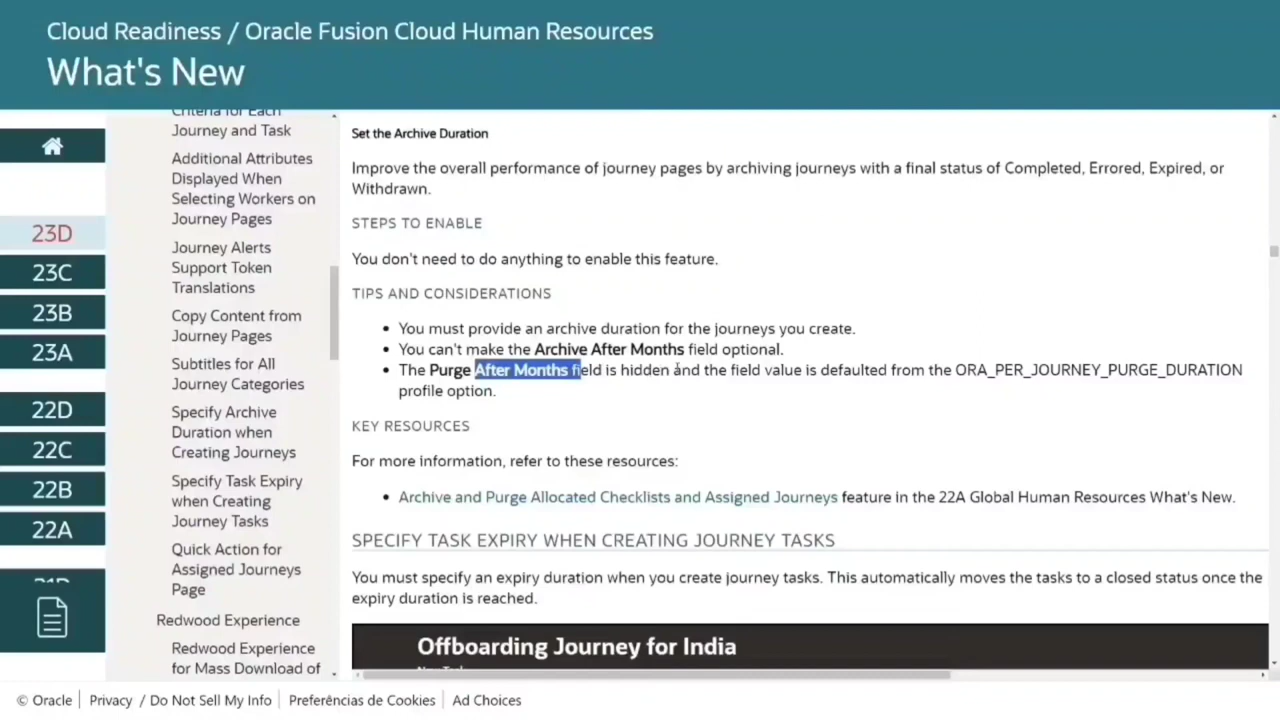 Cloud Readiness / Oracle Fusion Cloud Human Resources
What's New
23D
23C
23B
23A
22D
22C
22B
22A
21D
Criteria for Each
Journey and Task
Additional Attributes
Displayed When
Selecting Workers on
Journey Pages
Journey Alerts
Support Token
Translations
Copy Content from
Journey Pages
Subtitles for All
Journey Categories
Specify Archive
Duration when
Creating Journeys
Specify Task Expiry
when Creating
Journey Tasks
Quick Action for
Assigned Journeys
Page
Redwood Experience
Redwood Experience
for Mass Download of
Set the Archive Duration
Improve the overall performance of journey pages by archiving journeys with a final status of Completed, Errored, Expired, or
Withdrawn.
STEPS TO ENABLE
You don't need to do anything to enable this feature.
TIPS AND CONSIDERATIONS
• You must provide an archive duration for the journeys you create.
• You can't make the Archive After Months field optional.
• The Purge After Months field is hidden and the field value is defaulted from the ORA_PER_JOURNEY_PURGE_DURATION
profile option.
KEY RESOURCES
For more information, refer to these resources:
• Archive and Purge Allocated Checklists and Assigned Journeys feature in the 22A Global Human Resources What's New.
SPECIFY TASK EXPIRY WHEN CREATING JOURNEY TASKS
You must specify an expiry duration when you create journey tasks. This automatically moves the tasks to a closed status once the
expiry duration is reached.
Offboarding Journey for India
© Oracle | Privacy / Do Not Sell My Info | Preferências de Cookies | Ad Choices